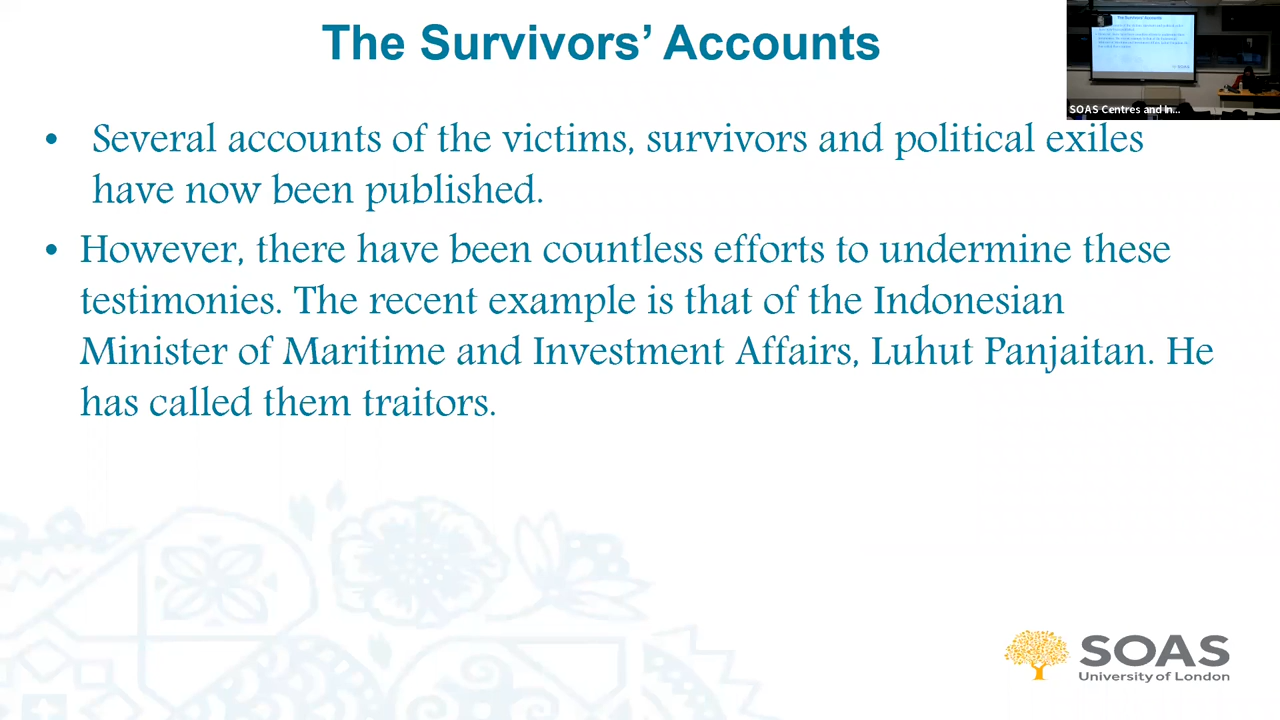 The Survivors’ Accounts
SOAS Centres and In...
• Several accounts of the victims, survivors and political exiles
have now been published.
• However, there have been countless efforts to undermine these
testimonies. The recent example is that of the Indonesian
Minister of Maritime and Investment Affairs, Luhut Panjaitan. He
has called them traitors.
SOAS
University of London